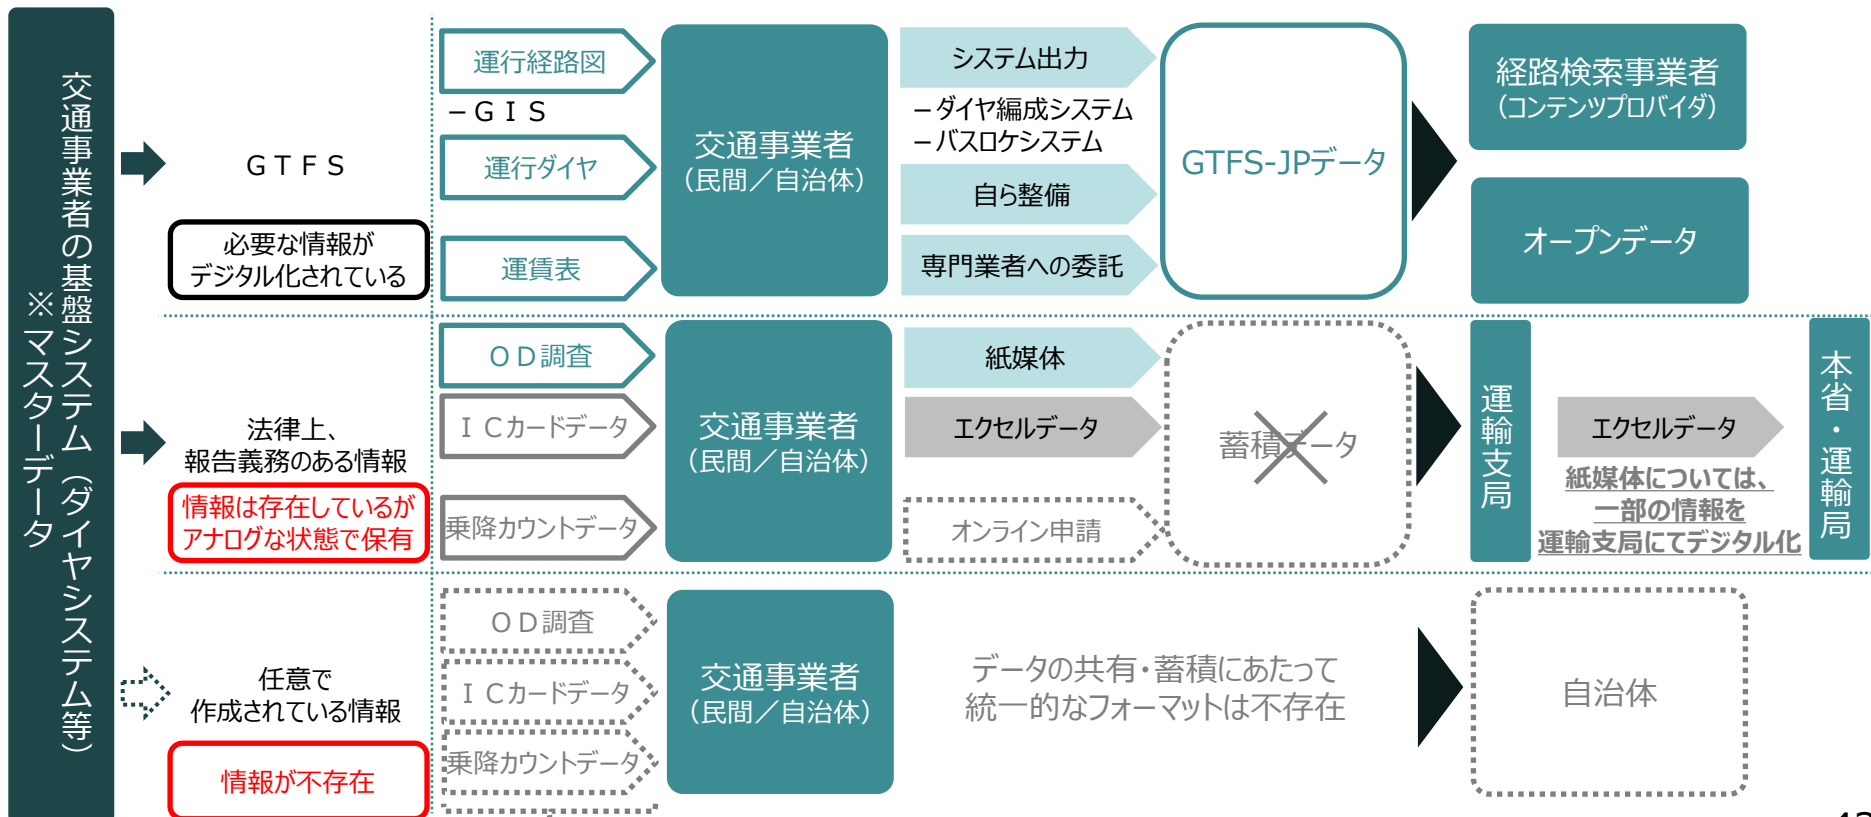 交通事業者の基盤システム（ダイヤシステム等）
※マスターデータ
ＧＴＦＳ
必要な情報が
デジタル化されている
運行経路図
－ＧＩＳ
運行ダイヤ
運賃表
交通事業者
（民間／自治体）
システム出力
－ダイヤ編成システム
－バスロケシステム
自ら整備
専門業者への委託
GTFS-JPデータ
経路検索事業者
（コンテンツプロバイダ）
オープンデータ
法律上、
報告義務のある情報
情報は存在しているが
アナログな状態で保有
ＯＤ調査
ＩＣカードデータ
乗降カウントデータ
交通事業者
（民間／自治体）
紙媒体
エクセルデータ
オンライン申請
蓄積データ
運輸支局
エクセルデータ
紙媒体については、
一部の情報を
運輸支局にてデジタル化
本省・運輸局
任意で
作成されている情報
情報が不存在
ＯＤ調査
ＩＣカードデータ
乗降カウントデータ
交通事業者
（民間／自治体）
データの共有・蓄積にあたって
統一的なフォーマットは不存在
自治体